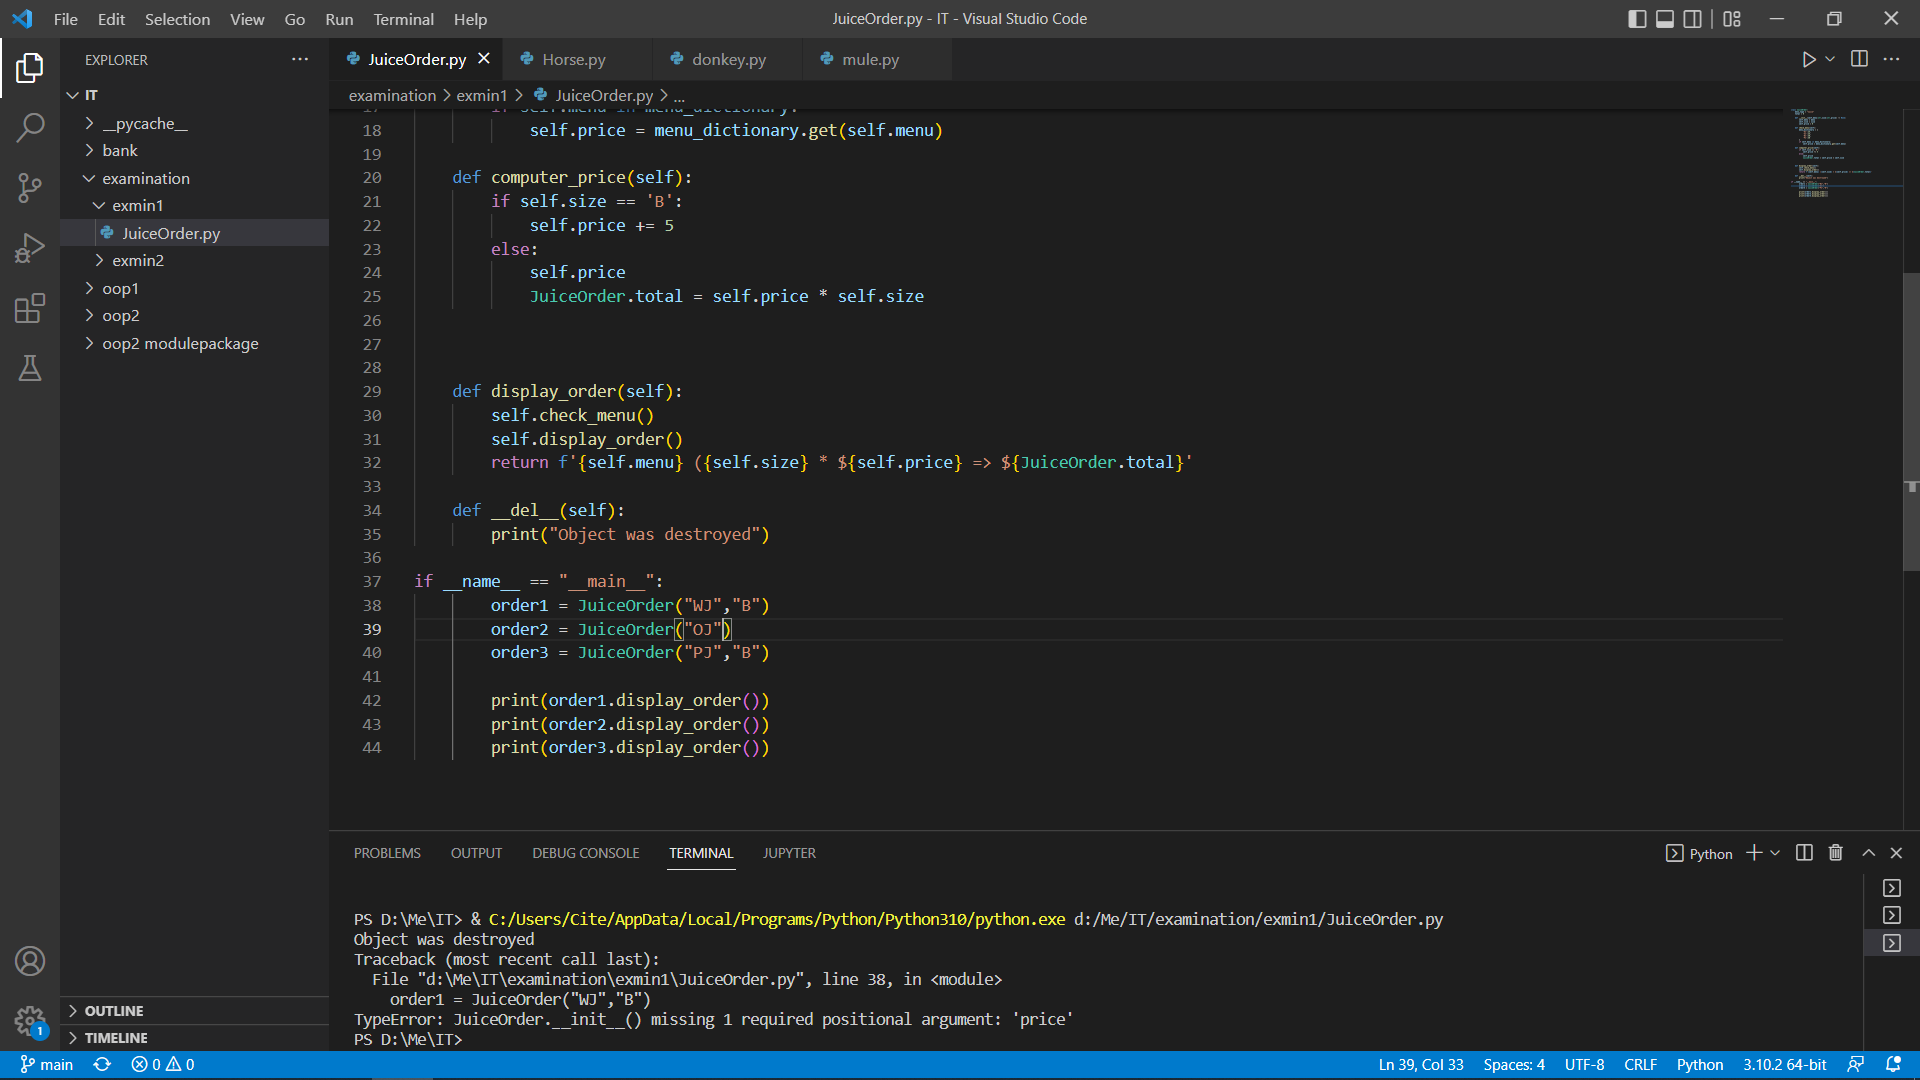 File Edit Selection View Go Run Terminal Help
JuiceOrder.py - IT - Visual Studio Code
EXPLORER
JuiceOrder.py
Horse.py
donkey.py
mule.py
IT
__pycache__
bank
examination
exmin1
JuiceOrder.py
exmin2
oop1
oop2
oop2 modulepackage
OUTLINE
TIMELINE
examination > exmin1 > JuiceOrder.py > ...
17 if self.menu in menu_dictionary:
18 self.price = menu_dictionary.get(self.menu)
19
20 def computer_price(self):
21 if self.size == 'B':
22 self.price += 5
23 else:
24 self.price
25 JuiceOrder.total = self.price * self.size
26
27
28
29 def display_order(self):
30 self.check_menu()
31 self.display_order()
32 return f'{self.menu} ({self.size} * ${self.price} => ${JuiceOrder.total}'
33
34 def __del__(self):
35 print("Object was destroyed")
36
37 if __name__ == "__main__":
38 order1 = JuiceOrder("WJ","B")
39 order2 = JuiceOrder("OJ")
40 order3 = JuiceOrder("PJ","B")
41
42 print(order1.display_order())
43 print(order2.display_order())
44 print(order3.display_order())
PROBLEMS OUTPUT DEBUG CONSOLE TERMINAL JUPYTER
Python
PS D:\Me\IT> & C:/Users/Cite/AppData/Local/Programs/Python/Python310/python.exe d:/Me/IT/examination/exmin1/JuiceOrder.py
Object was destroyed
Traceback (most recent call last):
File "d:\Me\IT\examination\exmin1\JuiceOrder.py", line 38, in <module>
order1 = JuiceOrder("WJ","B")
TypeError: JuiceOrder.__init__() missing 1 required positional argument: 'price'
PS D:\Me\IT>
1
main 0 0 Ln 39, Col 33 Spaces: 4 UTF-8 CRLF Python 3.10.2 64-bit